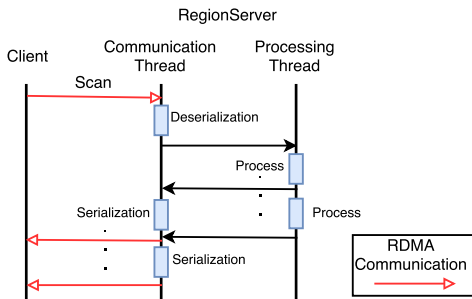 RegionServer
Client
Communication
Thread
Processing
Thread
Scan
Deserialization
Process
Serialization
Process
Serialization
RDMA
Communication